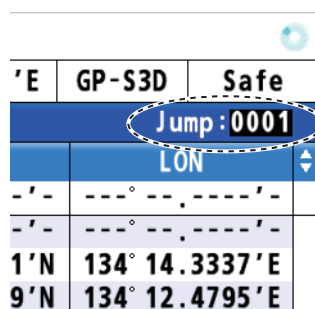 'E GP-S3D Safe
Jump:0001
LON
-'- ---° --.----'-
-'- ---° --.----'-
1'N 134° 14.3337'E
9'N 134° 12.4795'E